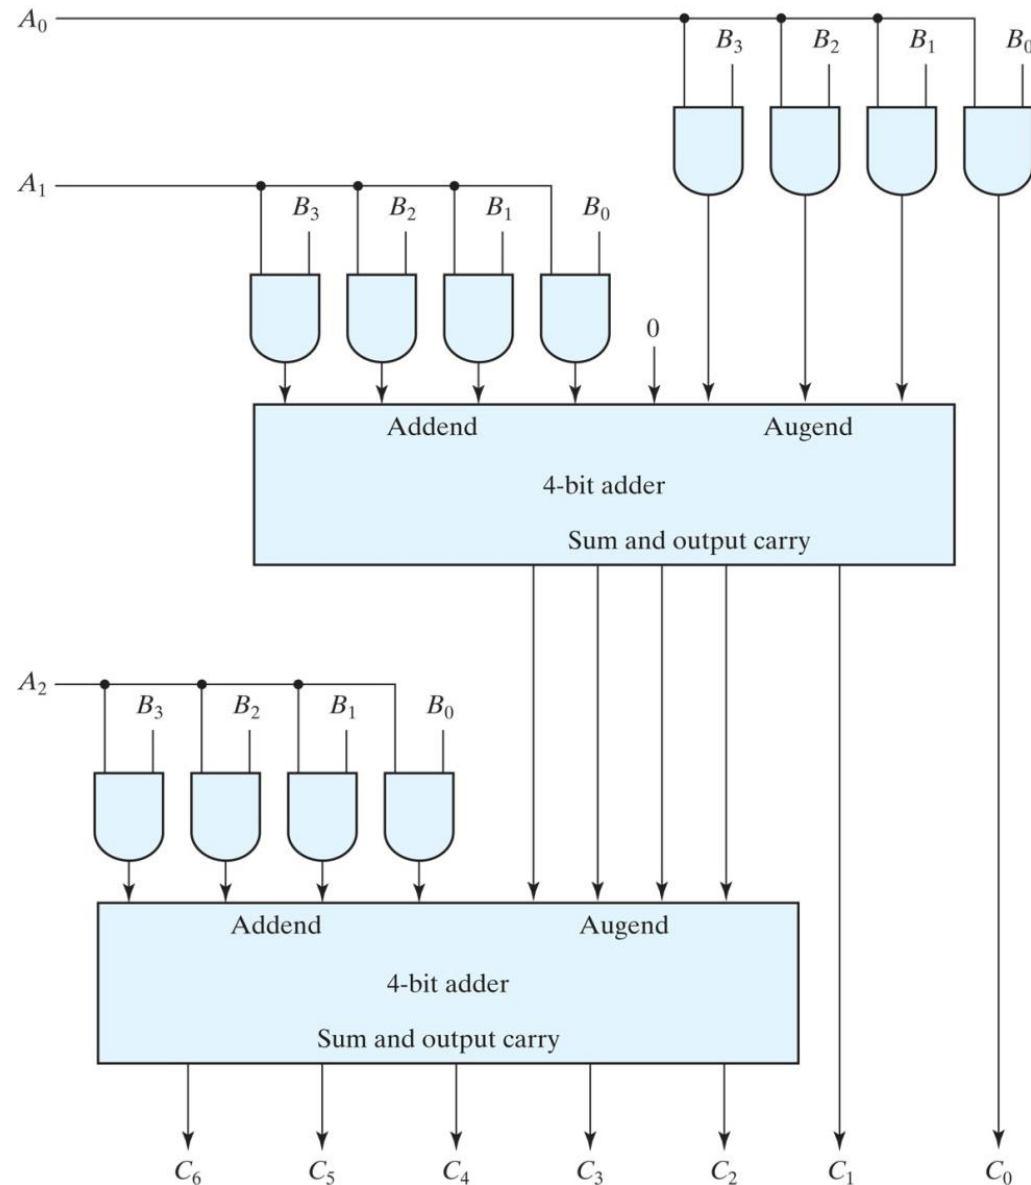 A₀
B₃ B₂ B₁ B₀
A₁
B₃ B₂ B₁ B₀
0
Addend Augend
4-bit adder
Sum and output carry
A₂
B₃ B₂ B₁ B₀
Addend Augend
4-bit adder
Sum and output carry
C₆ C₅ C₄ C₃ C₂ C₁ C₀